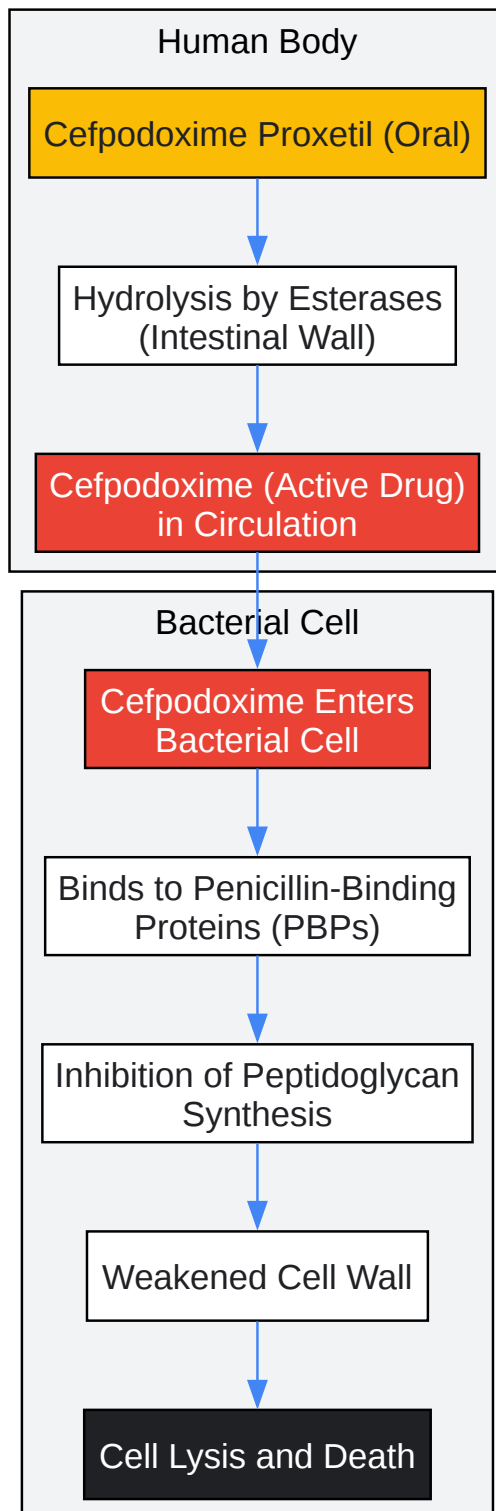 Human Body
Cefpodoxime Proxetil (Oral)
Hydrolysis by Esterases
(Intestinal Wall)
Cefpodoxime (Active Drug)
in Circulation
Bacterial Cell
Cefpodoxime Enters
Bacterial Cell
Binds to Penicillin-Binding
Proteins (PBPs)
Inhibition of Peptidoglycan
Synthesis
Weakened Cell Wall
Cell Lysis and Death